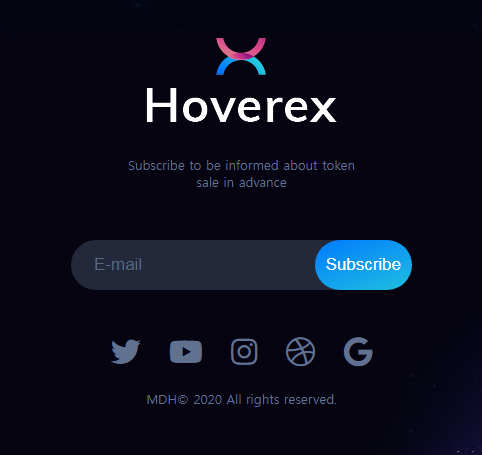 Hoverex
Subscribe to be informed about token
sale in advance
E-mail
Subscribe
MDH© 2020 All rights reserved.